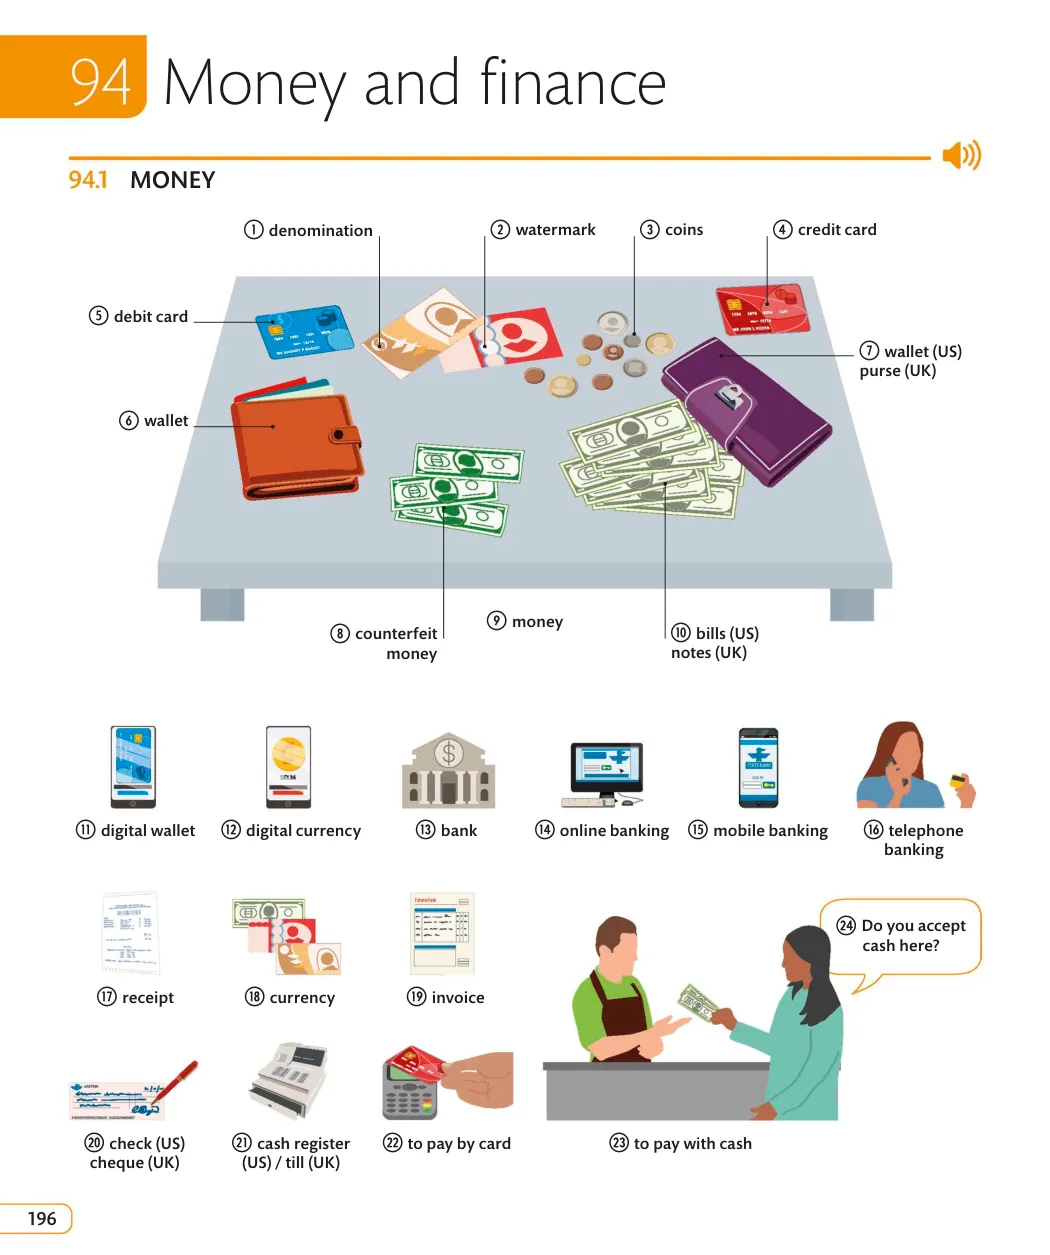 94 Money and finance
94.1 MONEY
1 denomination
2 watermark
3 coins
4 credit card
5 debit card
7 wallet (US)
purse (UK)
6 wallet
8 counterfeit
money
9 money
10 bills (US)
notes (UK)
STATE BANK
LOG IN
11 digital wallet
12 digital currency
13 bank
14 online banking
15 mobile banking
16 telephone
banking
Invoice
24 Do you accept
cash here?
17 receipt
18 currency
19 invoice
20 check (US)
cheque (UK)
21 cash register
(US) / till (UK)
22 to pay by card
23 to pay with cash
196